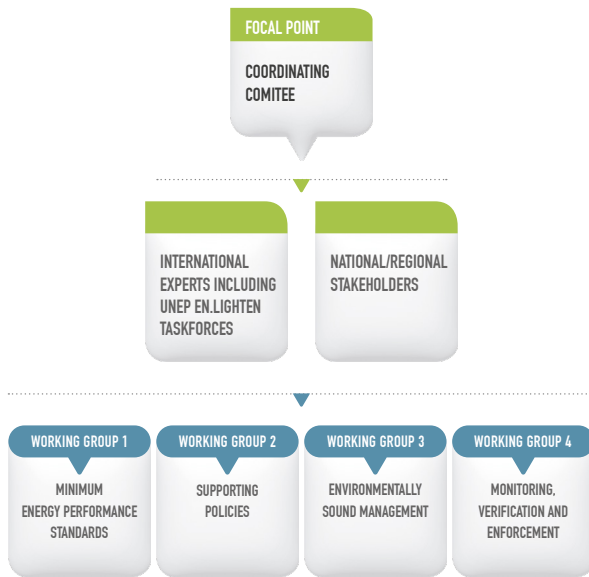 FOCAL POINT
COORDINATING
COMITEE
INTERNATIONAL
EXPERTS INCLUDING
UNEP EN.LIGHTEN
TASKFORCES
NATIONAL/REGIONAL
STAKEHOLDERS
WORKING GROUP 1
MINIMUM
ENERGY PERFORMANCE
STANDARDS
WORKING GROUP 2
SUPPORTING
POLICIES
WORKING GROUP 3
ENVIRONMENTALLY
SOUND MANAGEMENT
WORKING GROUP 4
MONITORING,
VERIFICATION AND
ENFORCEMENT